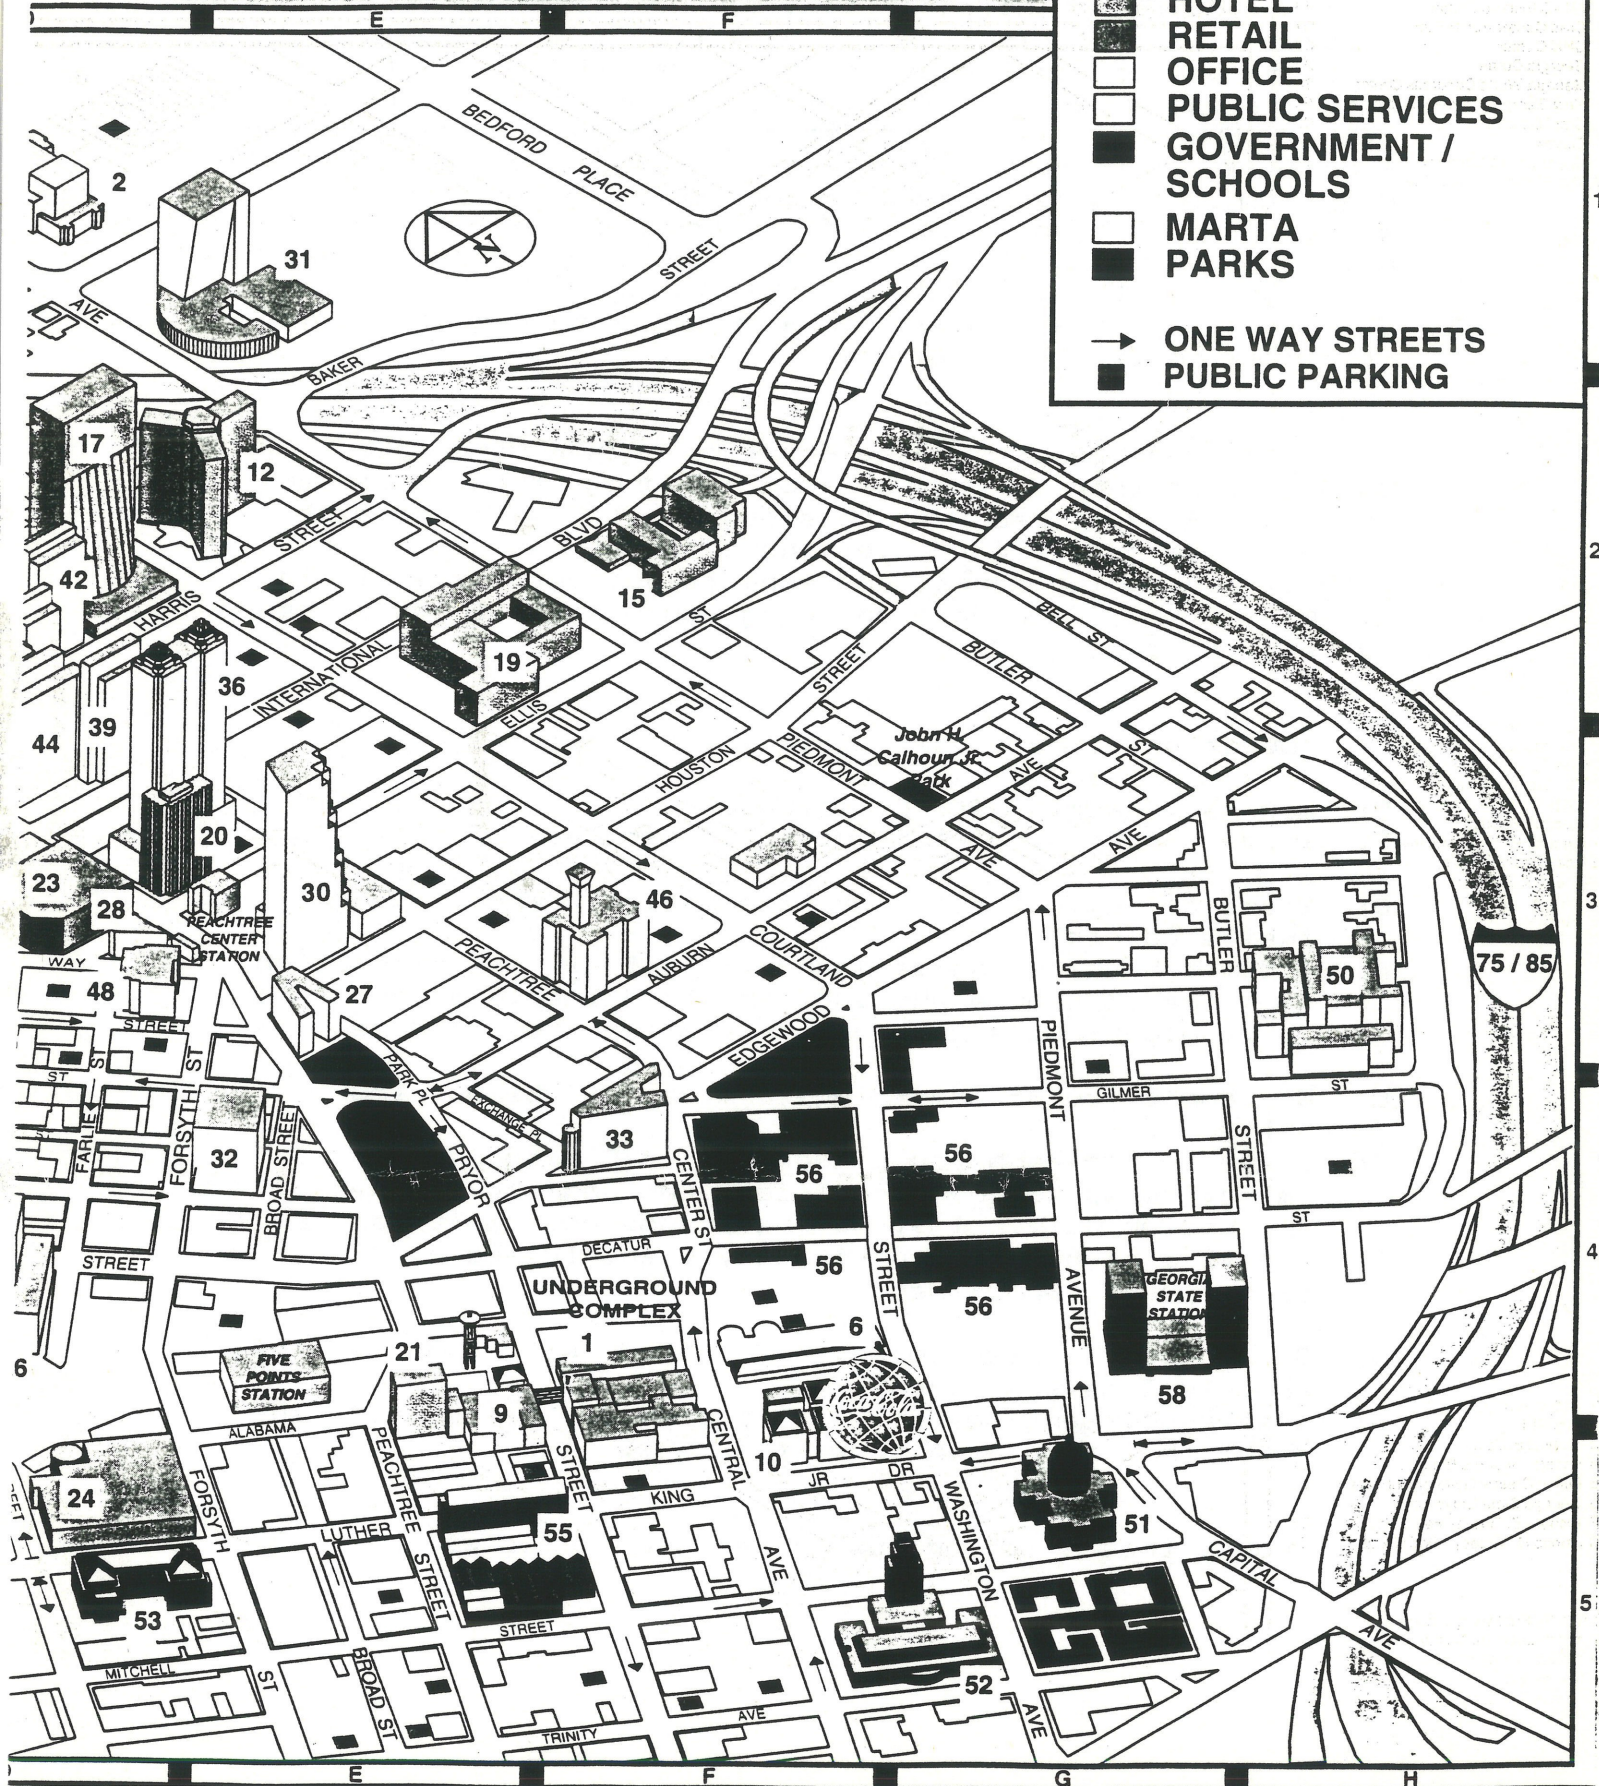 E
F
HOTEL
RETAIL
OFFICE
PUBLIC SERVICES
GOVERNMENT /
SCHOOLS
MARTA
PARKS
ONE WAY STREETS
PUBLIC PARKING
BEDFORD PLACE
2
31
N
STREET
AVE
BAKER
17
12
STREET
BLVD
2
42
HARRIS
15
ST
BELL ST
INTERNATIONAL
19
STREET
BUTLER
36
ELLIS
39
44
John H.
Calhoun Jr.
Park
PIEDMONT
HOUSTON
AVE
ST
20
AVE
AVE
23
28
30
46
3
PEACHTREE
CENTER
STATION
PEACHTREE
AUBURN
COURTLAND
BUTLER
WAY
75 / 85
50
48
27
STREET
EDGEWOOD
PIEDMONT
ST
ST
ST
PARK PL
EXCHANGE PL
GILMER
ST
FARLIE
FORSYTH
BROAD STREET
32
33
56
56
PRYOR
CENTER ST
STREET
ST
DECATUR
STREET
STREET
56
4
UNDERGROUND
COMPLEX
56
AVENUE
GEORGIA
STATE
STATION
6
21
1
6
FIVE
POINTS
STATION
58
9
Coca-Cola
ALABAMA
PEACHTREE
STREET
CENTRAL
10
JR
DR
24
FORSYTH
KING
WASHINGTON
51
LUTHER
55
AVE
CAPITAL
STREET
53
STREET
5
AVE
MITCHELL
ST
BROAD ST
52
AVE
AVE
TRINITY
E
F
G
H